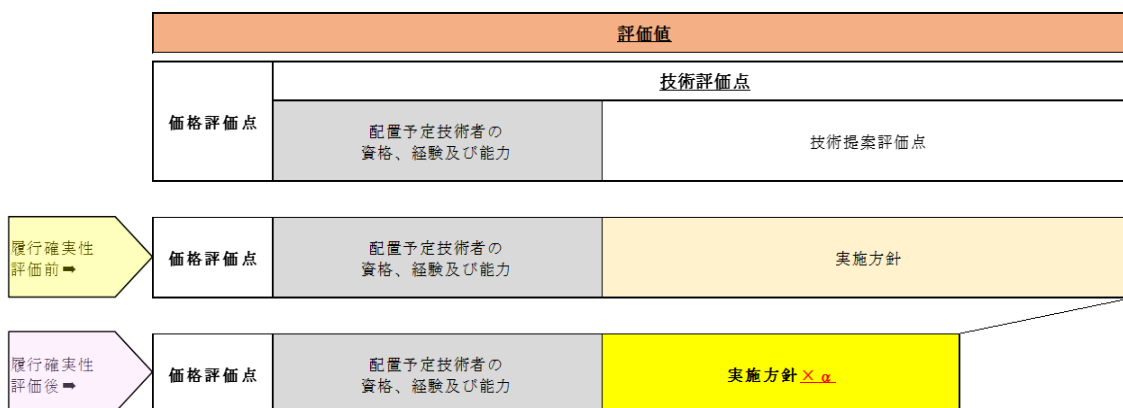 評価値
技術評価点
価格評価点
配置予定技術者の
資格、経験及び能力
技術提案評価点
履行確実性
評価前➡
価格評価点
配置予定技術者の
資格、経験及び能力
実施方針
履行確実性
評価後➡
価格評価点
配置予定技術者の
資格、経験及び能力
実施方針×α